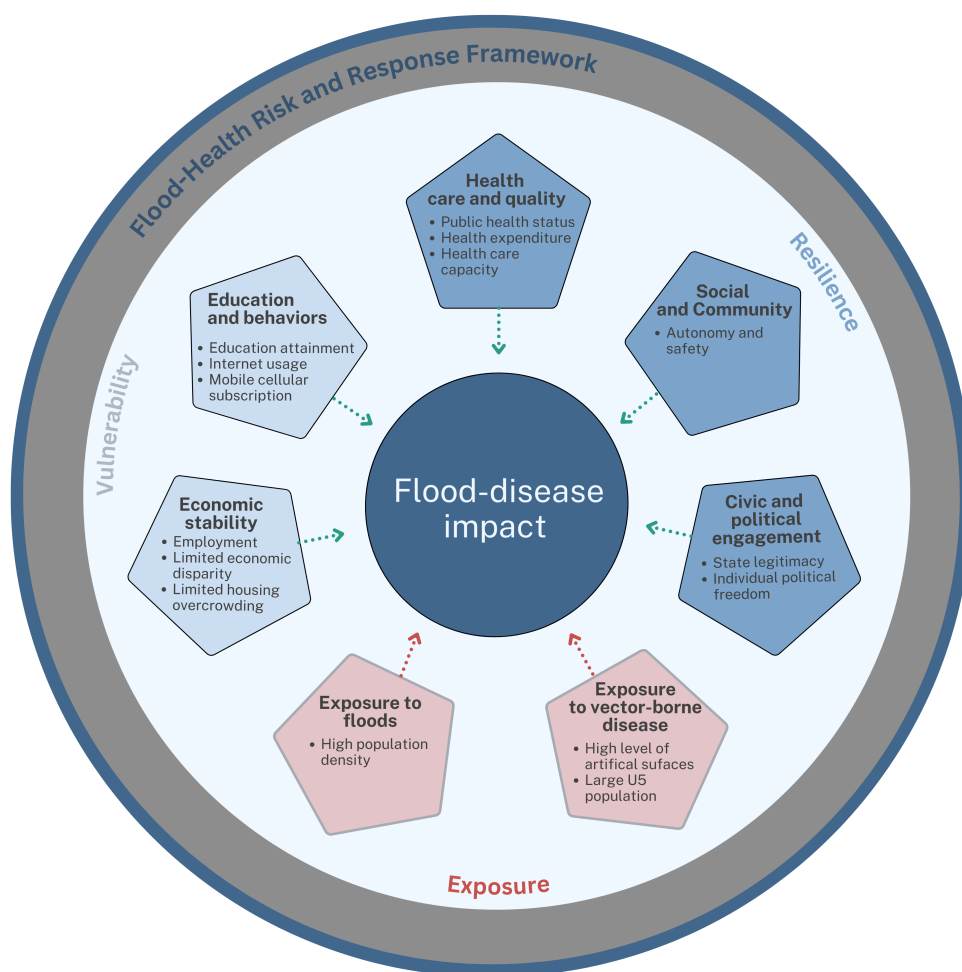 Flood-Health Risk and Response Framework
Health
care and quality
• Public health status
• Health expenditure
• Health care
capacity
Resilience
Social
and Community
• Autonomy and
safety
Education
and behaviors
• Education attainment
• Internet usage
• Mobile cellular
subscription
Vulnerability
Economic
stability
• Employment
• Limited economic
disparity
• Limited housing
overcrowding
Flood-disease
impact
Civic and
political
engagement
• State legitimacy
• Individual political
freedom
Exposure to
floods
• High population
density
Exposure
to vector-borne
disease
• High level of
artifical sufaces
• Large U5
population
Exposure